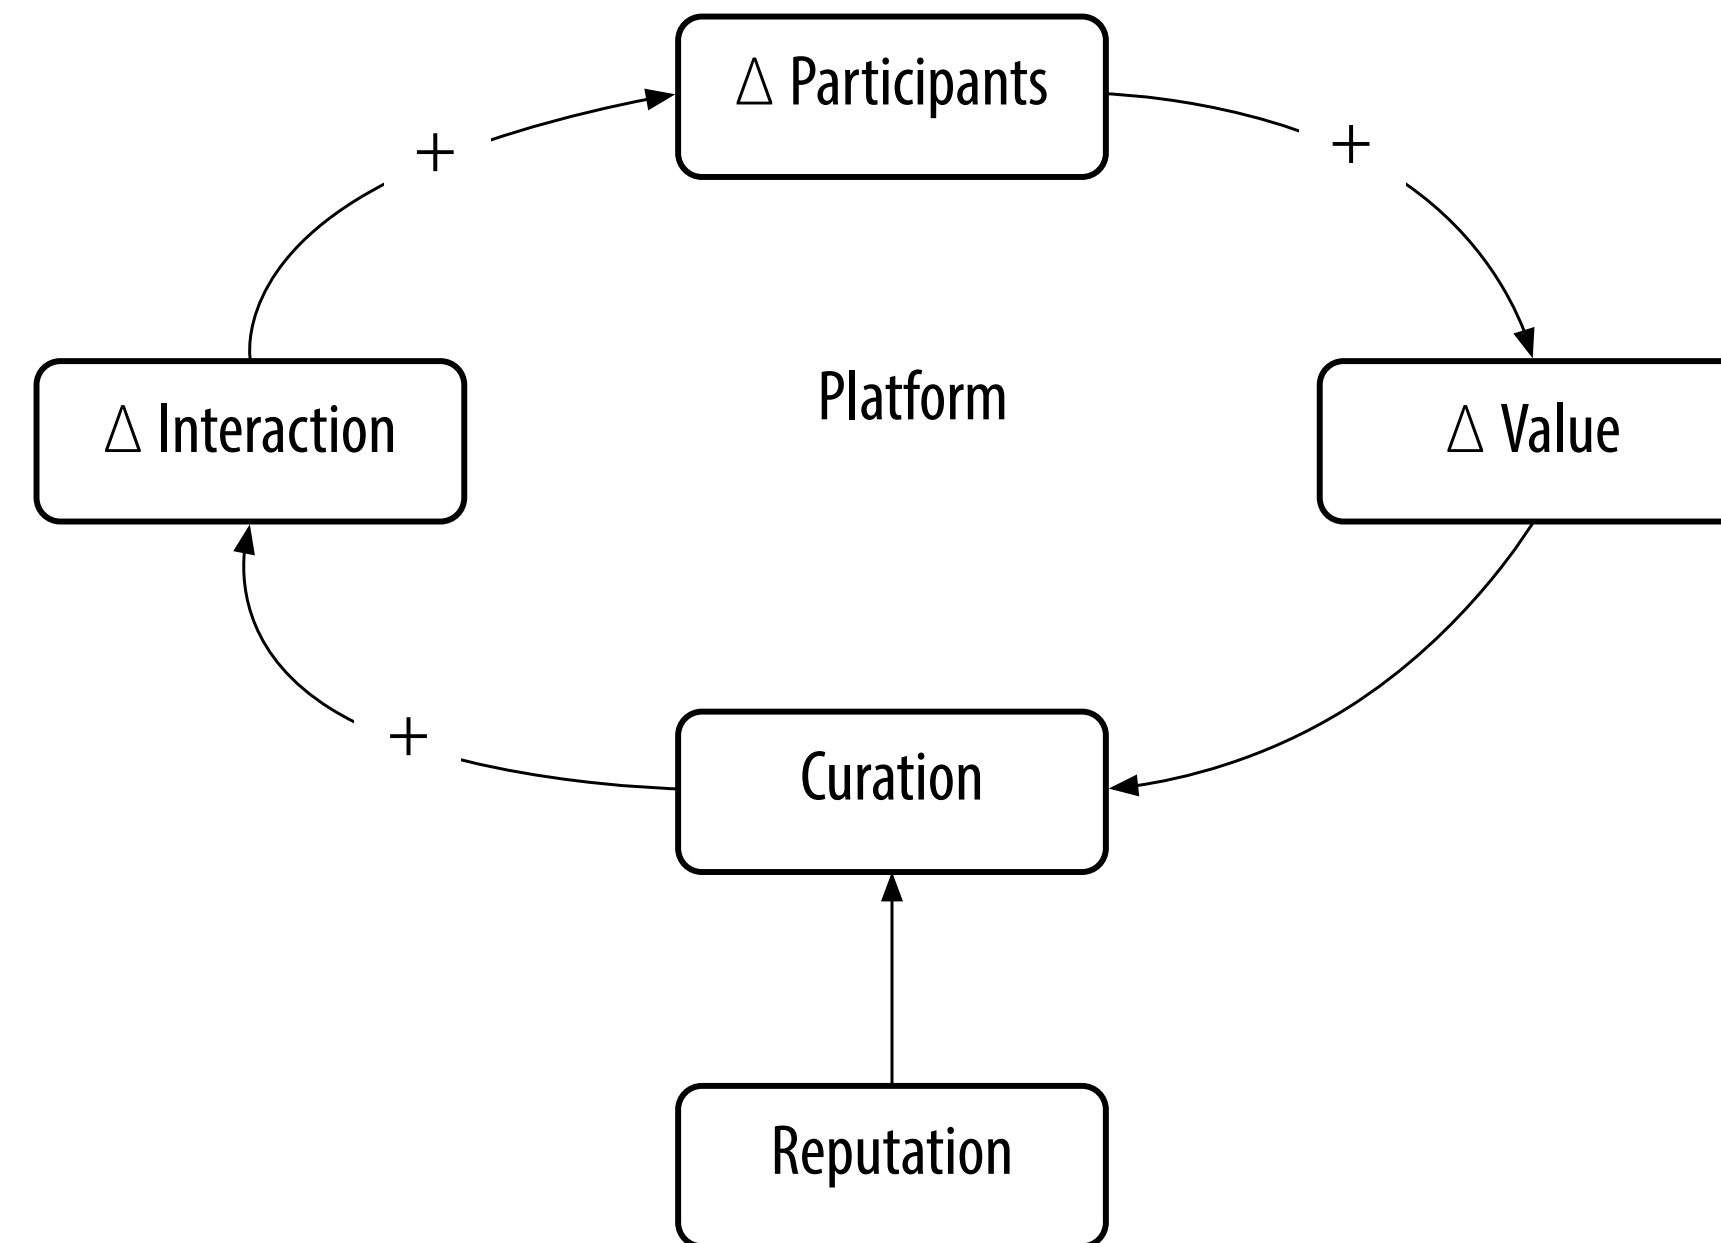 △ Participants
+
+
Platform
△ Interaction
△ Value
+
Curation
Reputation